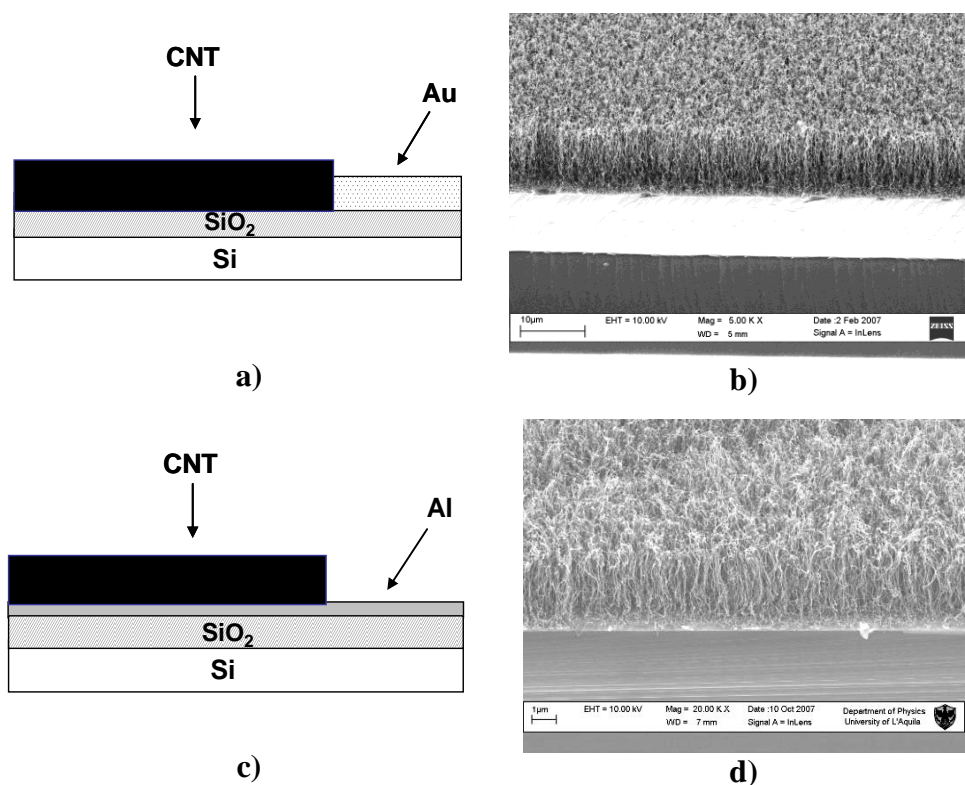 CNT
Au
SiO2
Si
a)
10µm
EHT = 10.00 kV
Mag = 5.00 K X
Date :2 Feb 2007
WD = 5 mm
Signal A = InLens
ZEISS
b)
CNT
Al
SiO2
Si
c)
1µm
EHT = 10.00 kV
Mag = 20.00 K X
Date :10 Oct 2007
Department of Physics
WD = 7 mm
Signal A = InLens
University of L'Aquila
d)